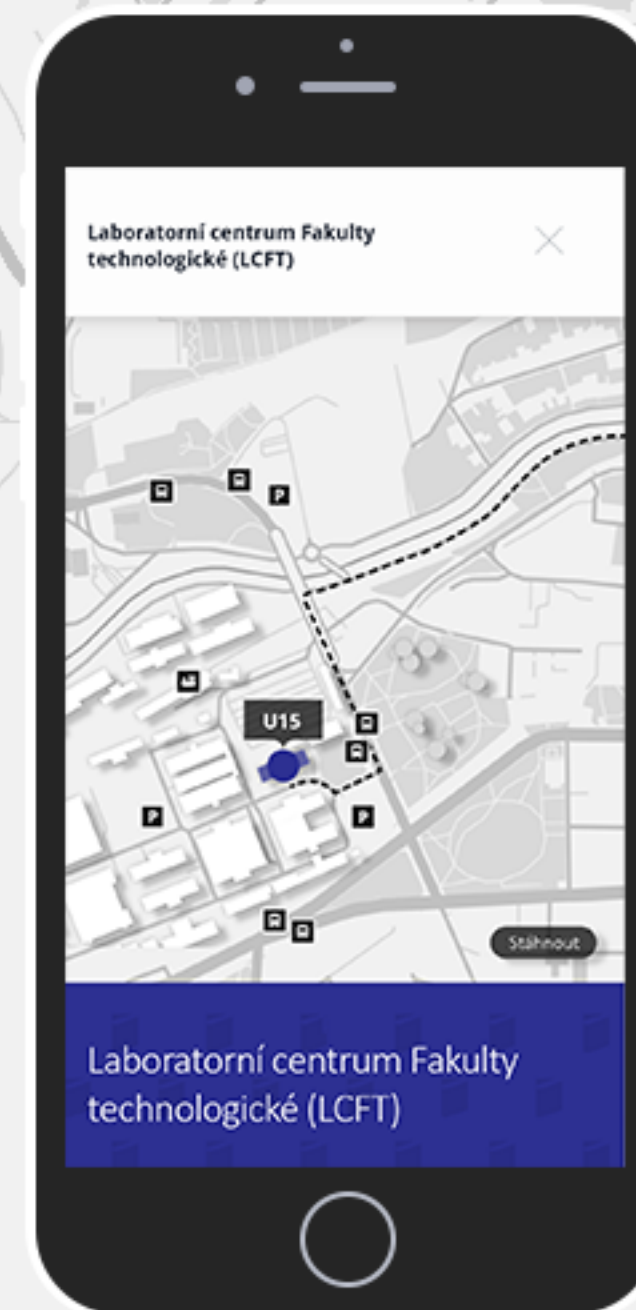 Laboratorní centrum Fakulty
technologické (LCFT)
P
U15
P
P
Stáhnout
Laboratorní centrum Fakulty
technologické (LCFT)